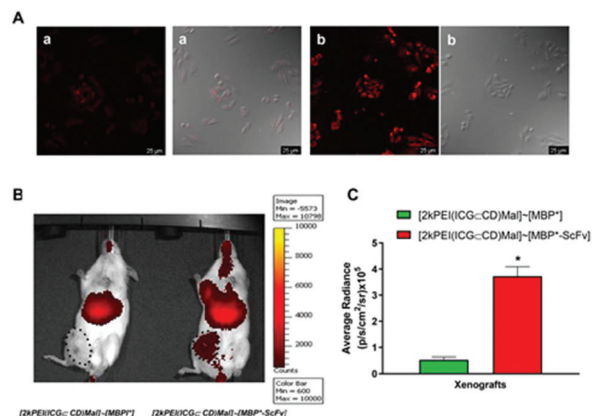 A
a
a
b
b
25 µm
25 µm
25 µm
25 µm
B
Image
Min = -5573
Max = 10798
10000
8000
6000
4000
2000
Counts
Color Bar
Min = 600
Max = 10000
[2kPEI(ICG⊂CD)Mal]~[MBP*]
[2kPEI(ICG⊂CD)Mal]~[MBP*-ScFv]
C
[2kPEI(ICG⊂CD)Mal]~[MBP*]
[2kPEI(ICG⊂CD)Mal]~[MBP*-ScFv]
Average Radiance
(p/s/cm²/sr)x10⁵
5
4
3
2
1
0
*
Xenografts